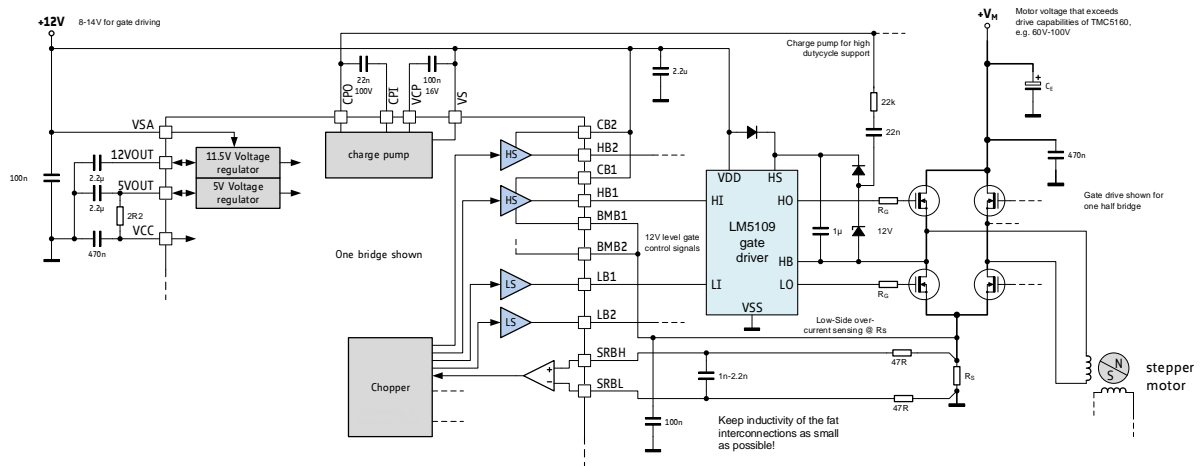 +12V
8-14V for gate driving
+VM
Motor voltage that exceeds
drive capabilities of TMC5160,
e.g. 60V-100V
Charge pump for high
dutycycle support
22n
100V
100n
16V
2.2u
CPO
CPI
VCP
VS
22k
22n
CE
VSA
CB2
12VOUT
HS
HB2
11.5V Voltage
regulator
charge pump
470n
100n
2.2µ
5VOUT
CB1
VDD
HS
2.2µ
5V Voltage
regulator
HS
HB1
HI
HO
RG
Gate drive shown for
one half bridge
2R2
BMB1
LM5109
gate
driver
12V level gate
control signals
1µ
12V
VCC
470n
One bridge shown
BMB2
HB
LS
LB1
LI
LO
RG
VSS
LS
LB2
Low-Side over-
current sensing @ Rs
Chopper
+
−
SRBH
47R
1n-2.2n
RS
SRBL
47R
N
S
stepper
motor
100n
Keep inductivity of the fat
interconnections as small
as possible!